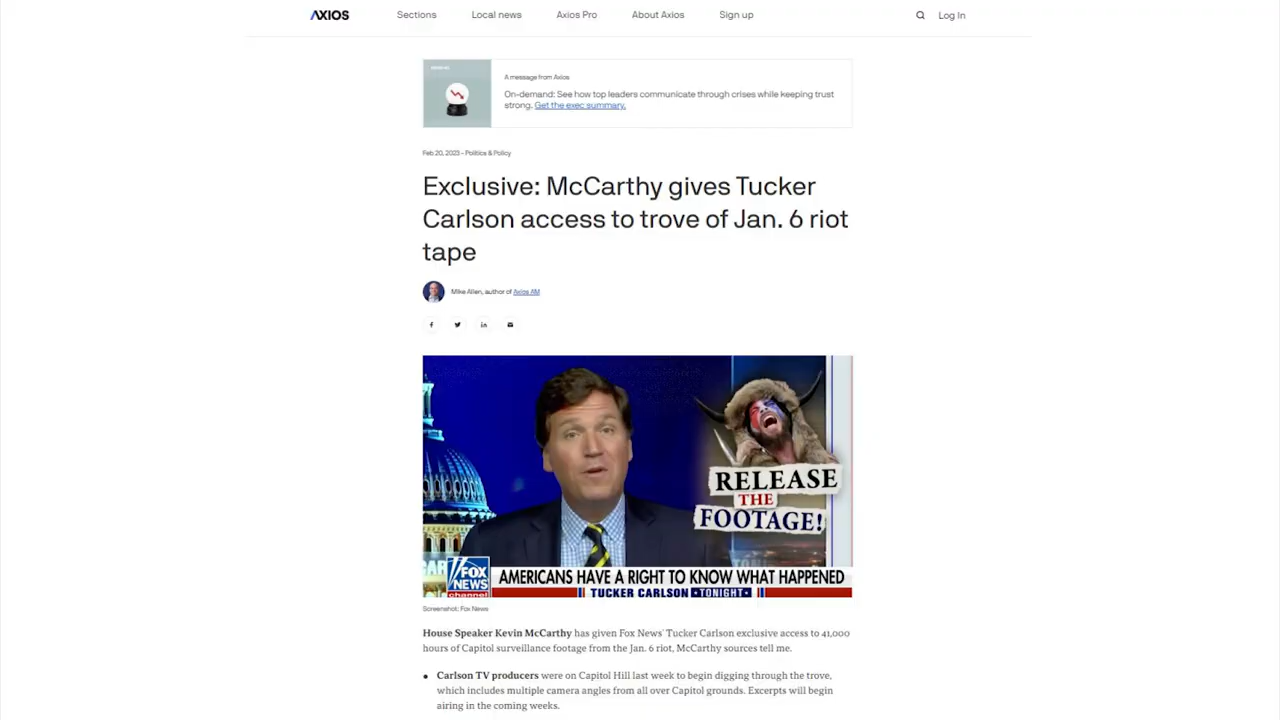 AXIOS Sections Local news Axios Pro About Axios Sign up Log In
A message from Axios
On-demand: See how top leaders communicate through crises while keeping trust
strong. Get the exec summary.
Feb 20, 2023 - Politics & Policy
Exclusive: McCarthy gives Tucker
Carlson access to trove of Jan. 6 riot
tape
Mike Allen, author of Axios AM
RELEASE
THE
FOOTAGE!
FOX
NEWS
channel
AMERICANS HAVE A RIGHT TO KNOW WHAT HAPPENED
TUCKER CARLSON TONIGHT
Screenshot: Fox News
House Speaker Kevin McCarthy has given Fox News' Tucker Carlson exclusive access to 41,000
hours of Capitol surveillance footage from the Jan. 6 riot, McCarthy sources tell me.
• Carlson TV producers were on Capitol Hill last week to begin digging through the trove,
which includes multiple camera angles from all over Capitol grounds. Excerpts will begin
airing in the coming weeks.